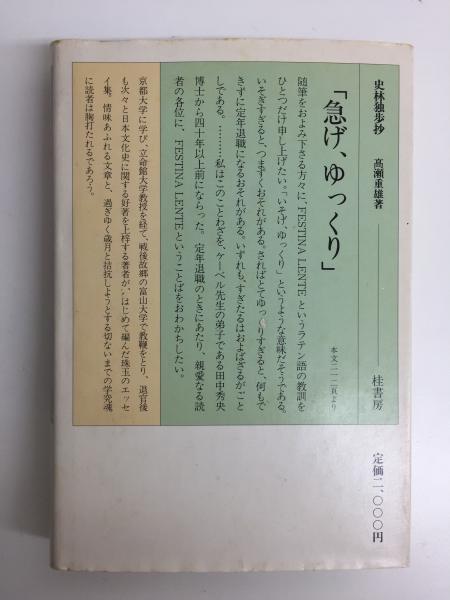 史林独歩抄　高瀬重雄著
「急げ、ゆっくり」
本文二一二頁より
随筆をおよみ下さる方々に、FESTINA LENTE というラテン語の教訓を
ひとつだけ申し上げたい。「いそげ、ゆっくり」というような意味だそうである。
いそぎすぎると、つまずくおそれがある。さればとてゆっくりすぎると、何もで
きずに定年退職になるおそれがある。いずれも、すぎたるはおよばざるがごと
しである。………私はこのことわざを、ケーベル先生の弟子である田中秀央
博士から四十年以上前にならった。定年退職のときにあたり、親愛なる読
者の各位に、FESTINA LENTE ということばをおわかちしたい。
京都大学に学び、立命館大学教授を経て、戦後故郷の富山大学で教鞭をとり、退官後
も次々と日本文化史に関する好著を上梓する著者が、はじめて編んだ珠玉のエッセ
イ集。情味あふれる文章と、過ぎゆく歳月と拮抗しようとする切ないまでの学究魂
に読者は胸打たれるであろう。
桂書房
定価二、〇〇〇円